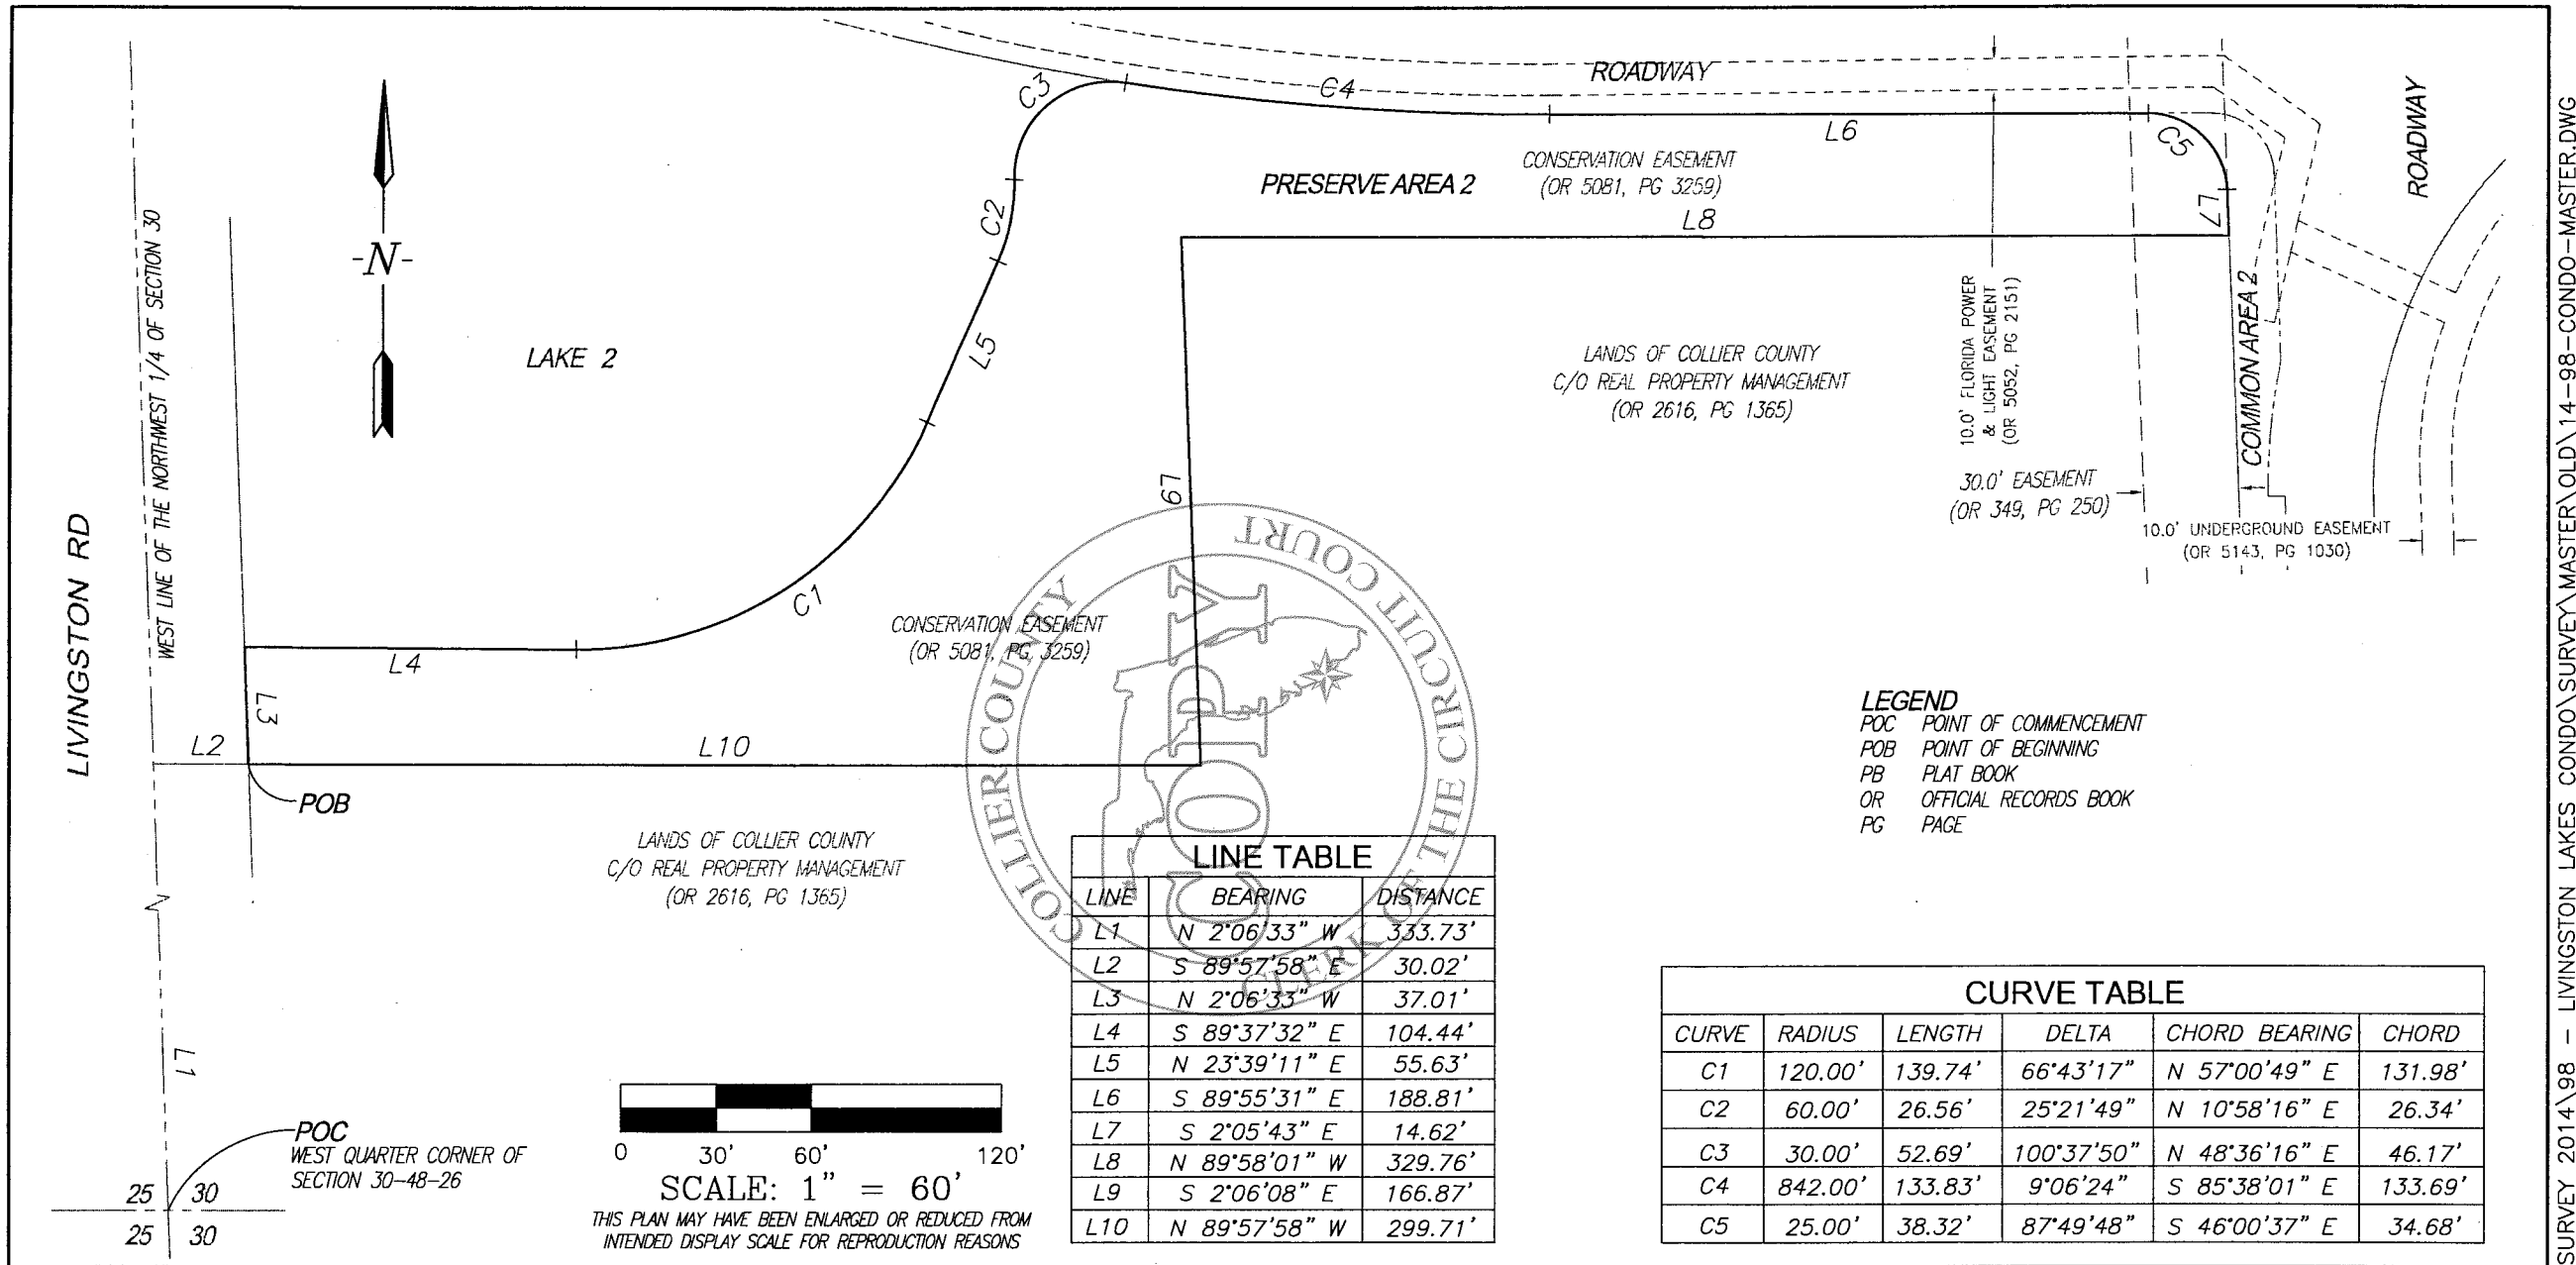 ROADWAY
C3
C4
L6
C5
ROADWAY
CONSERVATION EASEMENT
(OR 5081, PG 3259)
PRESERVE AREA 2
C2
L8
L7
-N-
WEST LINE OF THE NORTHWEST 1/4 OF SECTION 30
LAKE 2
L5
LANDS OF COLLIER COUNTY
C/O REAL PROPERTY MANAGEMENT
(OR 2616, PG 1365)
10.0' FLORIDA POWER
& LIGHT EASEMENT
(OR 5052, PG 2151)
COMMON AREA 2
30.0' EASEMENT
(OR 349, PG 250)
10.0' UNDERGROUND EASEMENT
(OR 5143, PG 1030)
L9
LIVINGSTON RD
C1
CONSERVATION EASEMENT
(OR 5081, PG 3259)
L4
L3
L2
L10
POB
COLLIER COUNTY
CLERK OF THE CIRCUIT COURT
COPY
LEGEND
POC POINT OF COMMENCEMENT
POB POINT OF BEGINNING
PB PLAT BOOK
OR OFFICIAL RECORDS BOOK
PG PAGE
LANDS OF COLLIER COUNTY
C/O REAL PROPERTY MANAGEMENT
(OR 2616, PG 1365)
LINE TABLE
LINE BEARING DISTANCE
L1 N 2°06'33" W 333.73'
L2 S 89°57'58" E 30.02'
L3 N 2°06'33" W 37.01'
L4 S 89°37'32" E 104.44'
L5 N 23°39'11" E 55.63'
L6 S 89°55'31" E 188.81'
L7 S 2°05'43" E 14.62'
L8 N 89°58'01" W 329.76'
L9 S 2°06'08" E 166.87'
L10 N 89°57'58" W 299.71'
CURVE TABLE
CURVE RADIUS LENGTH DELTA CHORD BEARING CHORD
C1 120.00' 139.74' 66°43'17" N 57°00'49" E 131.98'
C2 60.00' 26.56' 25°21'49" N 10°58'16" E 26.34'
C3 30.00' 52.69' 100°37'50" N 48°36'16" E 46.17'
C4 842.00' 133.83' 9°06'24" S 85°38'01" E 133.69'
C5 25.00' 38.32' 87°49'48" S 46°00'37" E 34.68'
L1
POC
WEST QUARTER CORNER OF
SECTION 30-48-26
25 30
25 30
0 30' 60' 120'
SCALE: 1" = 60'
THIS PLAN MAY HAVE BEEN ENLARGED OR REDUCED FROM
INTENDED DISPLAY SCALE FOR REPRODUCTION REASONS
SURVEY 2014\98 - LIVINGSTON LAKES CONDO\SURVEY\MASTER\OLD\14-98-CONDO-MASTER.DWG